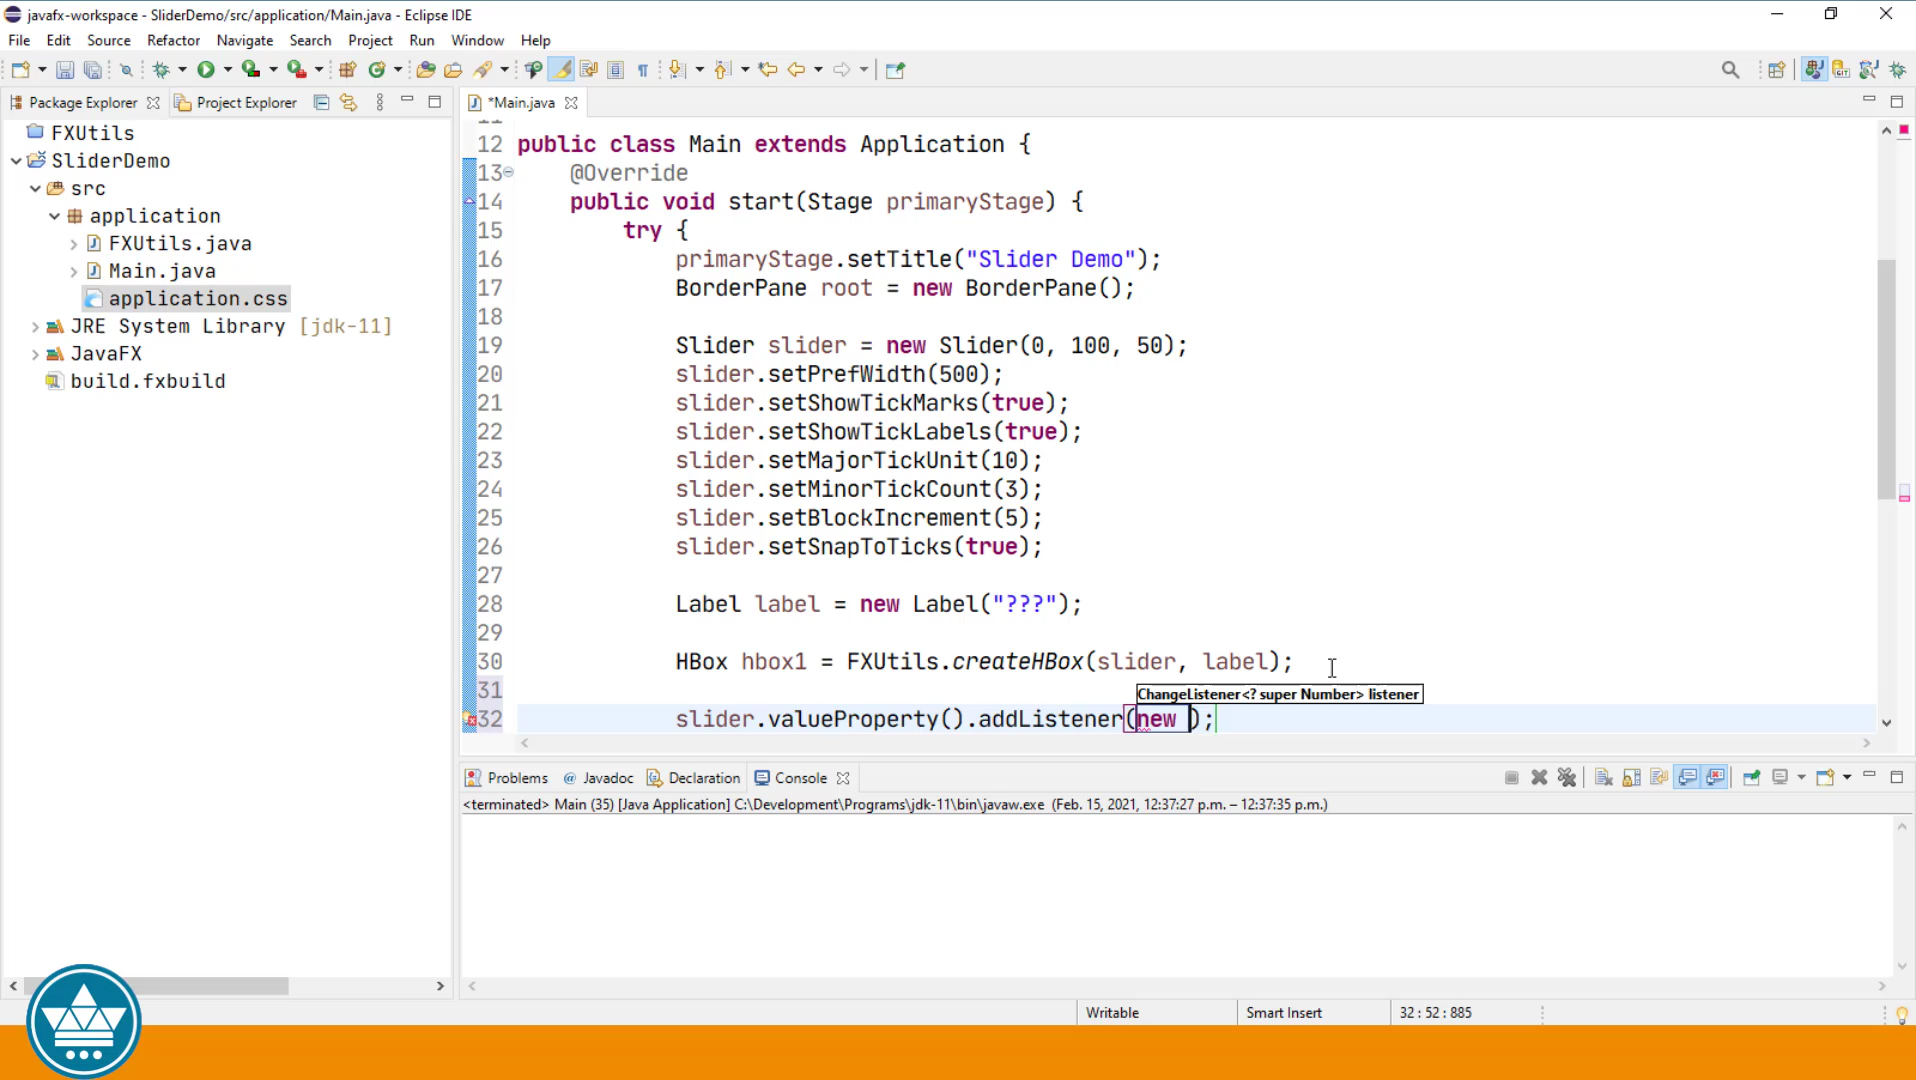 javafx-workspace - SliderDemo/src/application/Main.java - Eclipse IDE
File Edit Source Refactor Navigate Search Project Run Window Help
Package Explorer Project Explorer *Main.java
FXUtils
SliderDemo
src
application
FXUtils.java
Main.java
application.css
JRE System Library [jdk-11]
JavaFX
build.fxbuild
12 public class Main extends Application {
13 @Override
14 public void start(Stage primaryStage) {
15 try {
16 primaryStage.setTitle("Slider Demo");
17 BorderPane root = new BorderPane();
18
19 Slider slider = new Slider(0, 100, 50);
20 slider.setPrefWidth(500);
21 slider.setShowTickMarks(true);
22 slider.setShowTickLabels(true);
23 slider.setMajorTickUnit(10);
24 slider.setMinorTickCount(3);
25 slider.setBlockIncrement(5);
26 slider.setSnapToTicks(true);
27
28 Label label = new Label("???");
29
30 HBox hbox1 = FXUtils.createHBox(slider, label);
31
ChangeListener<? super Number> listener
32 slider.valueProperty().addListener(new );
Problems @ Javadoc Declaration Console
<terminated> Main (35) [Java Application] C:\Development\Programs\jdk-11\bin\javaw.exe (Feb. 15, 2021, 12:37:27 p.m. – 12:37:35 p.m.)
Writable Smart Insert 32 : 52 : 885